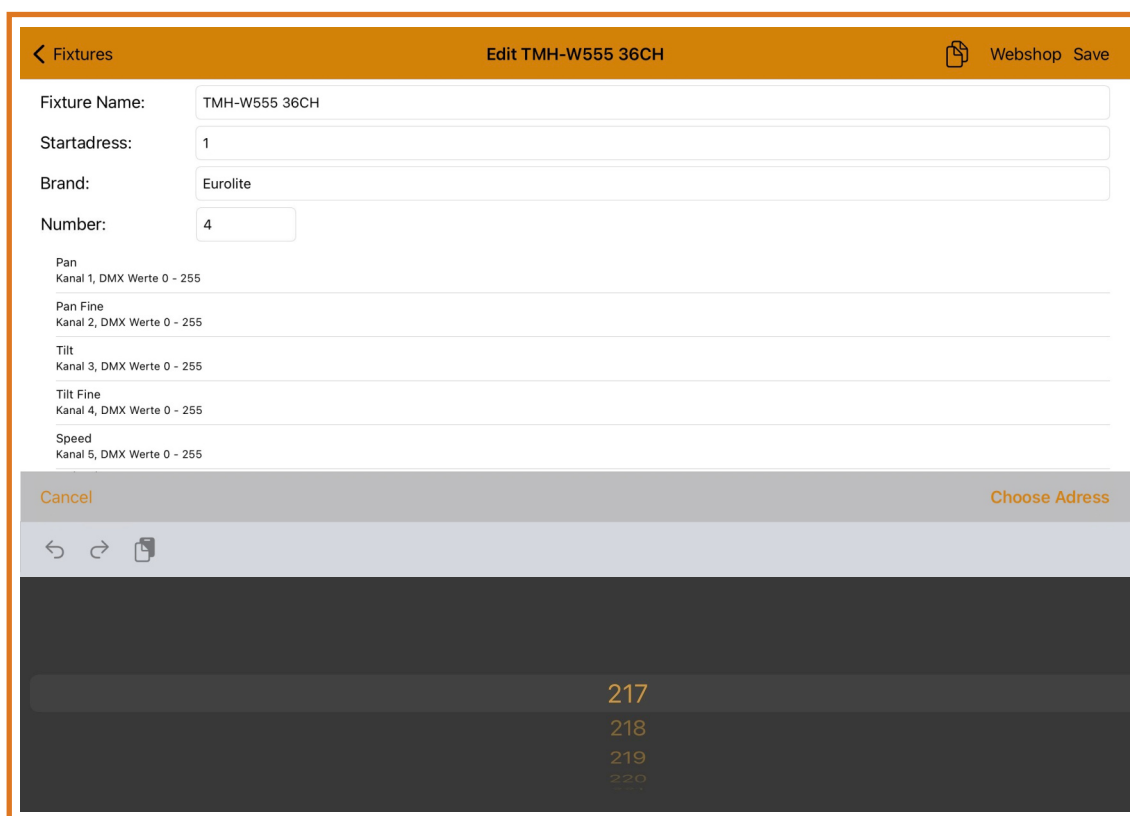 Fixtures Edit TMH-W555 36CH Webshop Save
Fixture Name: TMH-W555 36CH
Startadress: 1
Brand: Eurolite
Number: 4
Pan
Kanal 1, DMX Werte 0 - 255
Pan Fine
Kanal 2, DMX Werte 0 - 255
Tilt
Kanal 3, DMX Werte 0 - 255
Tilt Fine
Kanal 4, DMX Werte 0 - 255
Speed
Kanal 5, DMX Werte 0 - 255
Cancel Choose Adress
217
218
219
220